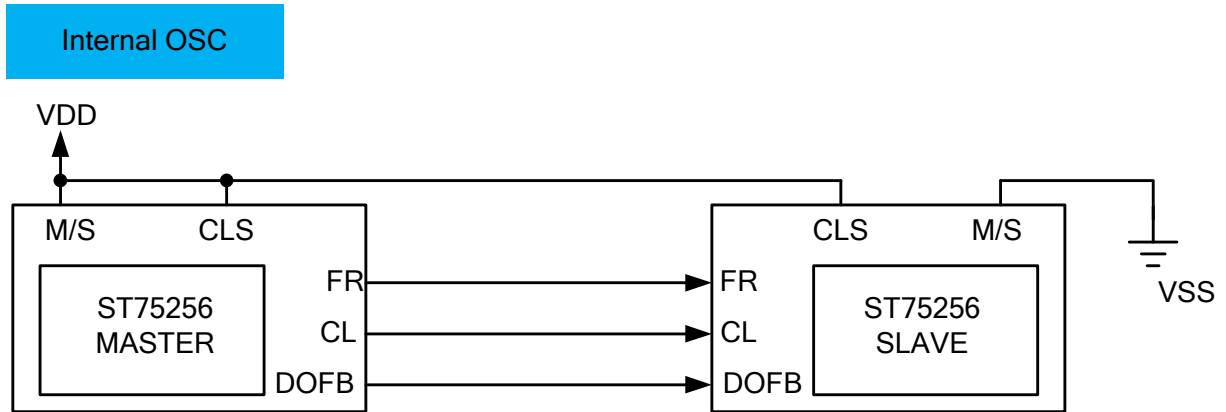 Internal OSC
VDD
M/S CLS CLS M/S
FR FR
VSS
ST75256 ST75256
MASTER CL CL SLAVE
DOFB DOFB